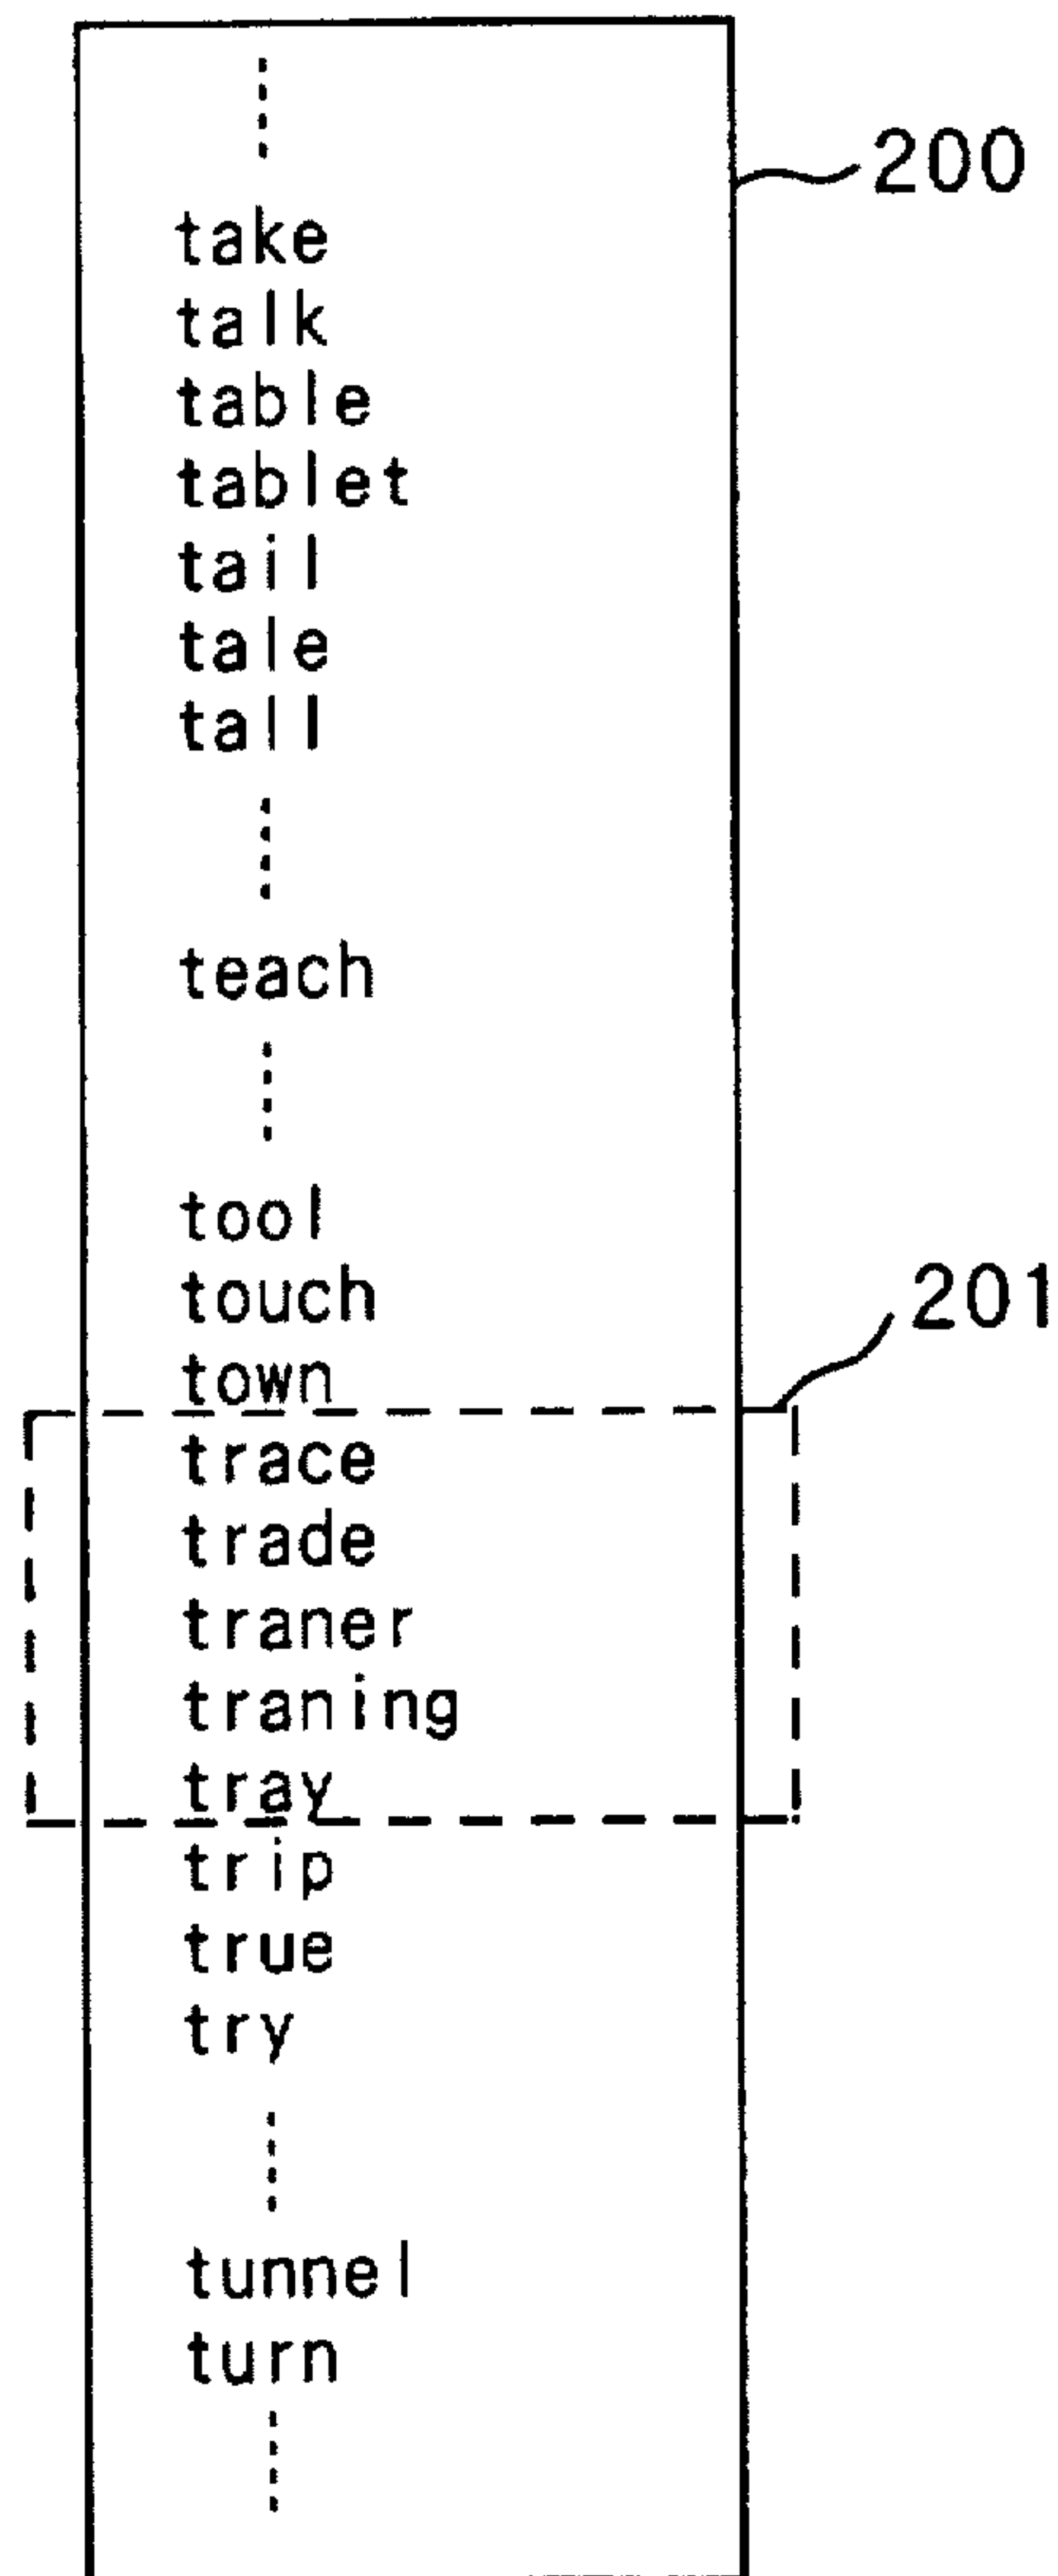 200
take
talk
table
tablet
tail
tale
tall
teach
tool
touch
201
town
trace
trade
traner
traning
tray
trip
true
try
tunnel
turn